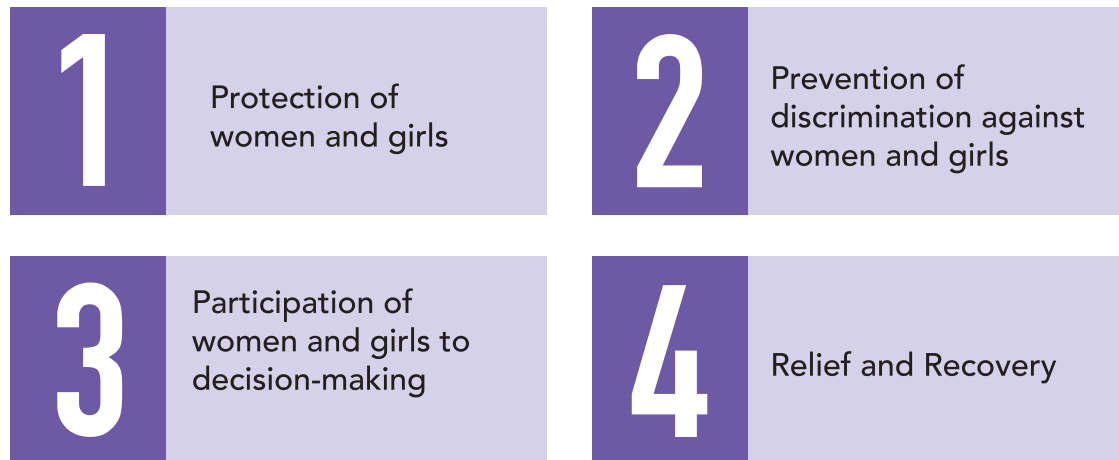 1
Protection of
women and girls
2
Prevention of
discrimination against
women and girls
3
Participation of
women and girls to
decision-making
4
Relief and Recovery